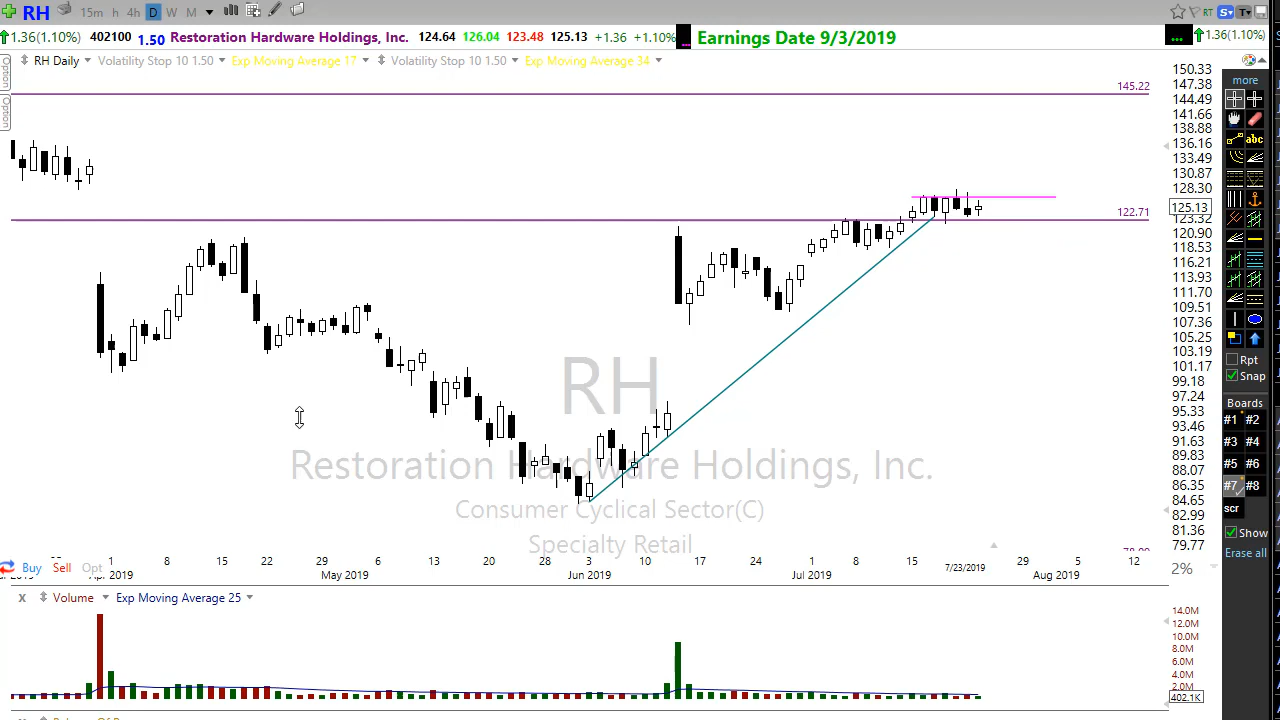 RH 15m h 4h D W M RT S T
1.36(1.10%) 402100 1.50 Restoration Hardware Holdings, Inc. 124.64 126.04 123.48 125.13 +1.36 +1.10% ... Earnings Date 9/3/2019 ... 1.36(1.10%)
Option RH Daily Volatility Stop 10 1.50 Exp Moving Average 17 Volatility Stop 10 1.50 Exp Moving Average 34
Option
150.33
147.38
145.22
144.49
141.66
138.88
136.16
133.49
130.87
128.30
125.13
122.71
123.32
120.90
118.53
116.21
113.93
111.70
109.51
107.36
105.25
103.19
101.17
99.18
97.24
95.33
93.46
91.63
89.83
88.07
86.35
84.65
82.99
81.36
79.77
RH
Restoration Hardware Holdings, Inc.
Consumer Cyclical Sector(C)
Specialty Retail
1 8 15 22 29 6 13 20 28 3 10 17 24 1 8 15 7/23/2019 29 5 12
Apr 2019 May 2019 Jun 2019 Jul 2019 Aug 2019
Buy Sell Opt 2%
X Volume Exp Moving Average 25
14.0M
12.0M
10.0M
8.0M
6.0M
4.0M
2.0M
402.1K
more
abc
Rpt
Snap
Boards
#1 #2
#3 #4
#5 #6
#7 #8
scr
Show
Erase all